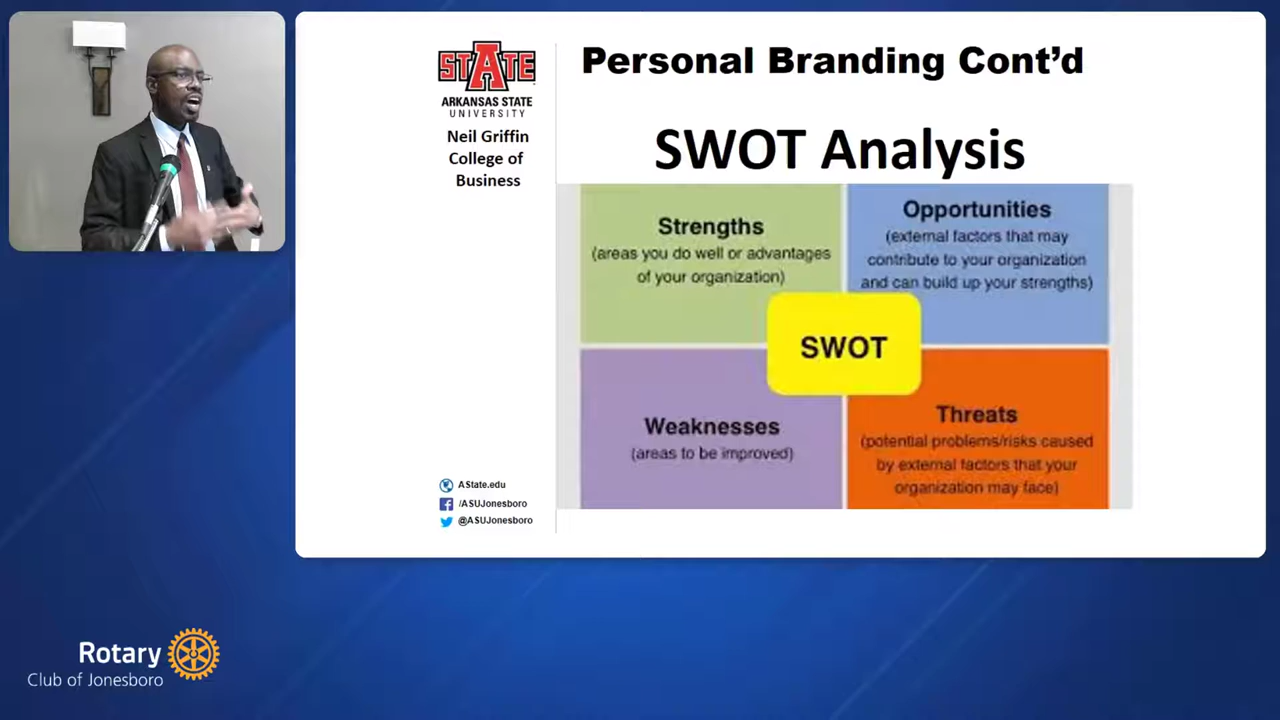 STATE
ARKANSAS STATE
UNIVERSITY
Neil Griffin
College of
Business
AState.edu
/ASUJonesboro
@ASUJonesboro
Personal Branding Cont’d
SWOT Analysis
Strengths
(areas you do well or advantages
of your organization)
Opportunities
(external factors that may
contribute to your organization
and can build up your strengths)
SWOT
Weaknesses
(areas to be improved)
Threats
(potential problems/risks caused
by external factors that your
organization may face)
Rotary
Club of Jonesboro